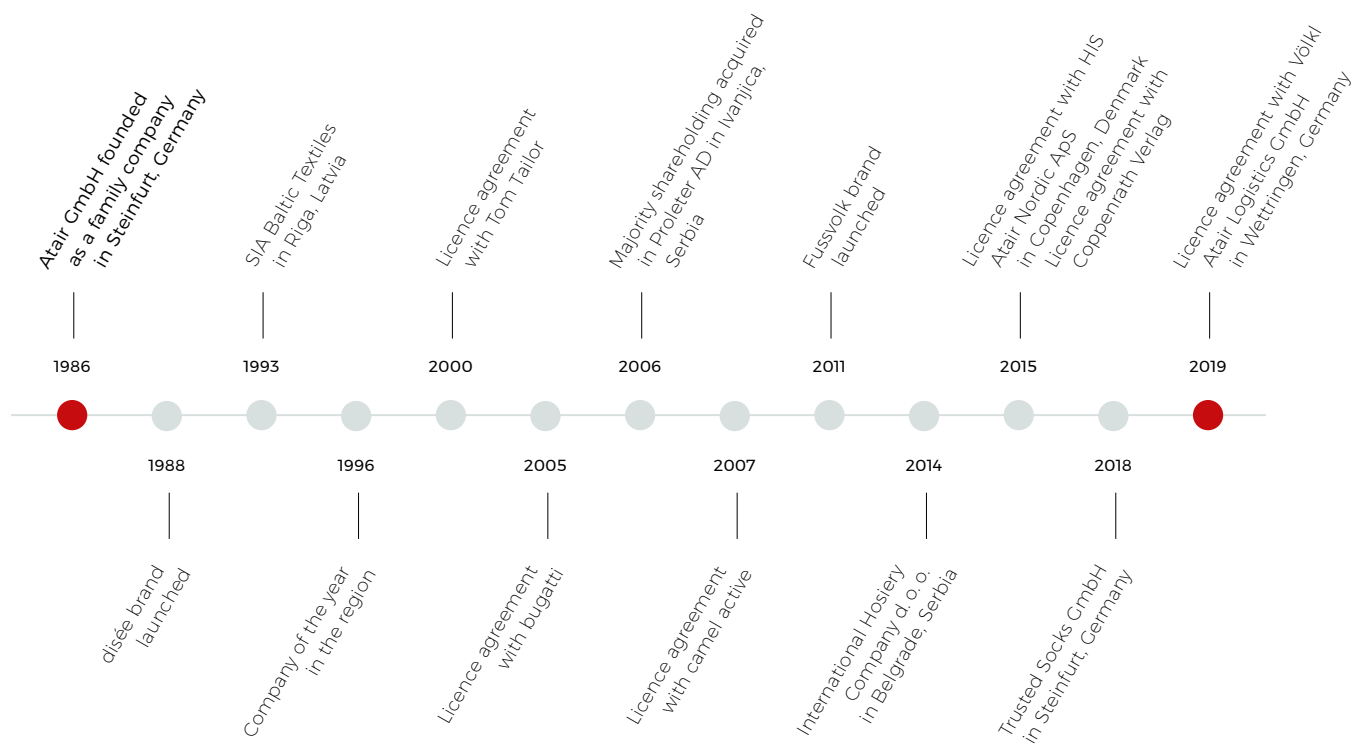 Atair GmbH founded
as a family company
in Steinfurt, Germany
1986
SIA Baltic Textiles
in Riga, Latvia
1993
Licence agreement
with Tom Tailor
2000
Majority shareholding acquired
in Proleter AD in Ivanjica,
Serbia
2006
Fussvolk brand
launched
2011
Licence agreement with HIS
Atair Nordic ApS
in Copenhagen, Denmark
Licence agreement with
Coppenrath Verlag
2015
Licence agreement with Völkl
Atair Logistics GmbH
in Wettringen, Germany
2019
1988
disée brand
launched
1996
Company of the year
in the region
2005
Licence agreement
with bugatti
2007
Licence agreement
with camel active
2014
International Hosiery
Company d. o. o.
in Belgrade, Serbia
2018
Trusted Socks GmbH
in Steinfurt, Germany